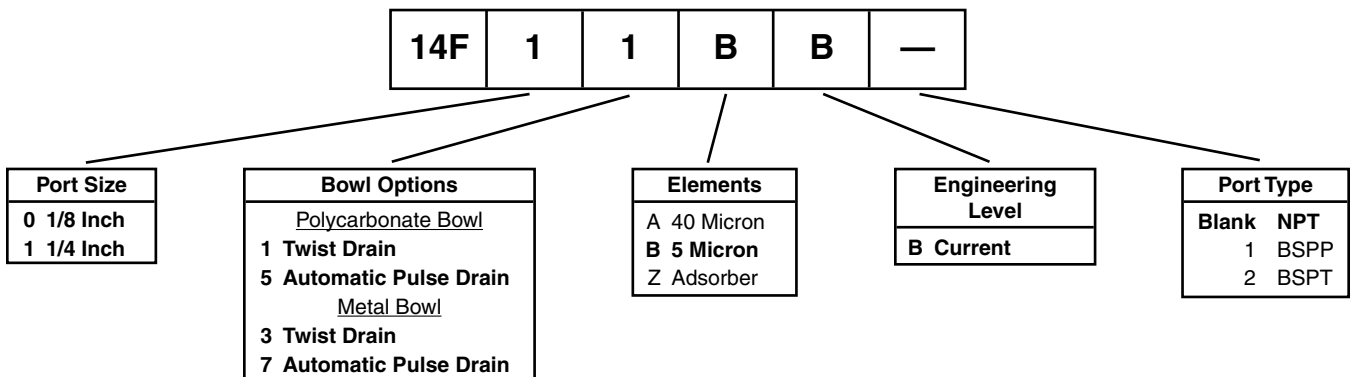 14F 1 1 B B —
Port Size
0 1/8 Inch
1 1/4 Inch
Bowl Options
Polycarbonate Bowl
1 Twist Drain
5 Automatic Pulse Drain
Metal Bowl
3 Twist Drain
7 Automatic Pulse Drain
Elements
A 40 Micron
B 5 Micron
Z Adsorber
Engineering
Level
B Current
Port Type
Blank NPT
1 BSPP
2 BSPT